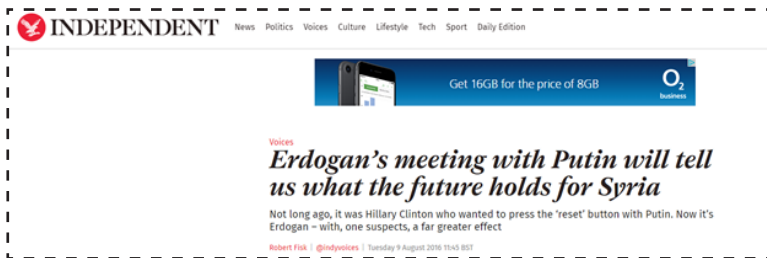 INDEPENDENT News Politics Voices Culture Lifestyle Tech Sport Daily Edition
Get 16GB for the price of 8GB
O2
business
Voices
Erdogan's meeting with Putin will tell
us what the future holds for Syria
Not long ago, it was Hillary Clinton who wanted to press the 'reset' button with Putin. Now it's
Erdogan – with, one suspects, a far greater effect
Robert Fisk | @indyvoices | Tuesday 9 August 2016 11:45 BST